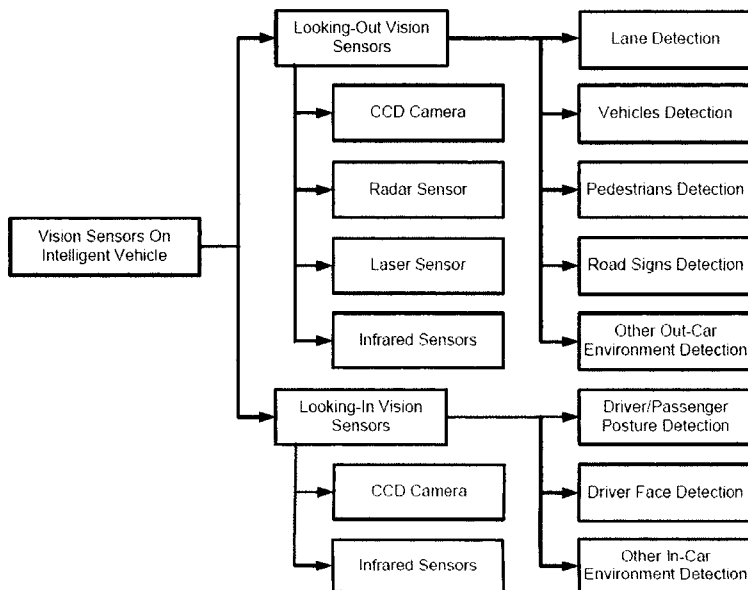 Looking-Out Vision
Sensors
Lane Detection
CCD Camera
Vehicles Detection
Radar Sensor
Pedestrians Detection
Vision Sensors On
Intelligent Vehicle
Laser Sensor
Road Signs Detection
Infrared Sensors
Other Out-Car
Environment Detection
Looking-In Vision
Sensors
Driver/Passenger
Posture Detection
CCD Camera
Driver Face Detection
Infrared Sensors
Other In-Car
Environment Detection